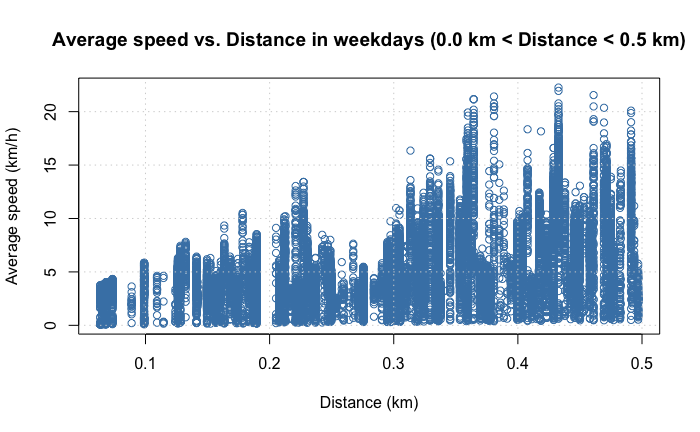 Average speed vs. Distance in weekdays (0.0 km < Distance < 0.5 km)
Average speed (km/h)
20
15
10
5
0
0.1 0.2 0.3 0.4 0.5
Distance (km)